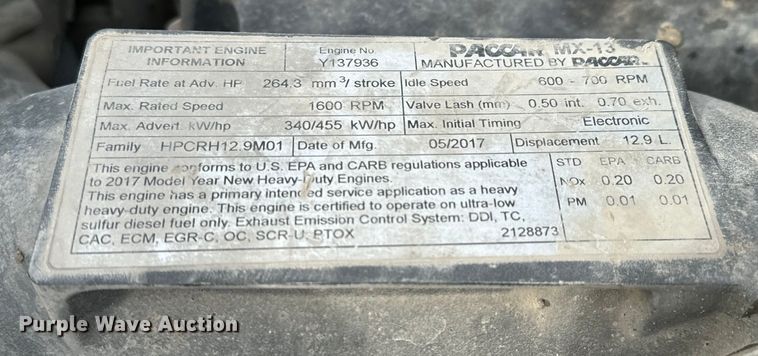 IMPORTANT ENGINE INFORMATION
Engine No. Y137936
PACCAR MX-13
MANUFACTURED BY PACCAR
Fuel Rate at Adv. HP 264.3 mm³/stroke Idle Speed 600 - 700 RPM
Max. Rated Speed 1600 RPM Valve Lash (mm) 0.50 int. 0.70 exh.
Max. Advert. kW/hp 340/455 kW/hp Max. Initial Timing Electronic
Family HPCRH12.9M01 Date of Mfg. 05/2017 Displacement 12.9 L.
This engine conforms to U.S. EPA and CARB regulations applicable
to 2017 Model Year New Heavy-Duty Engines.
This engine has a primary intended service application as a heavy
heavy-duty engine. This engine is certified to operate on ultra-low
sulfur diesel fuel only. Exhaust Emission Control System: DDI, TC,
CAC, ECM, EGR-C, OC, SCR-U, PTOX 2128873
STD EPA CARB
NOx 0.20 0.20
PM 0.01 0.01
Purple Wave Auction